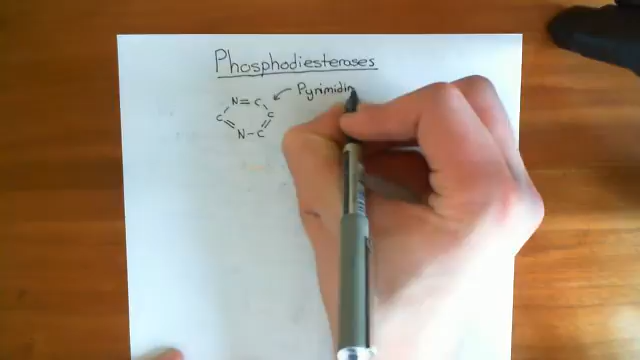 Phosphodiesterases
Pyrimidin
N = C
C C
N - C